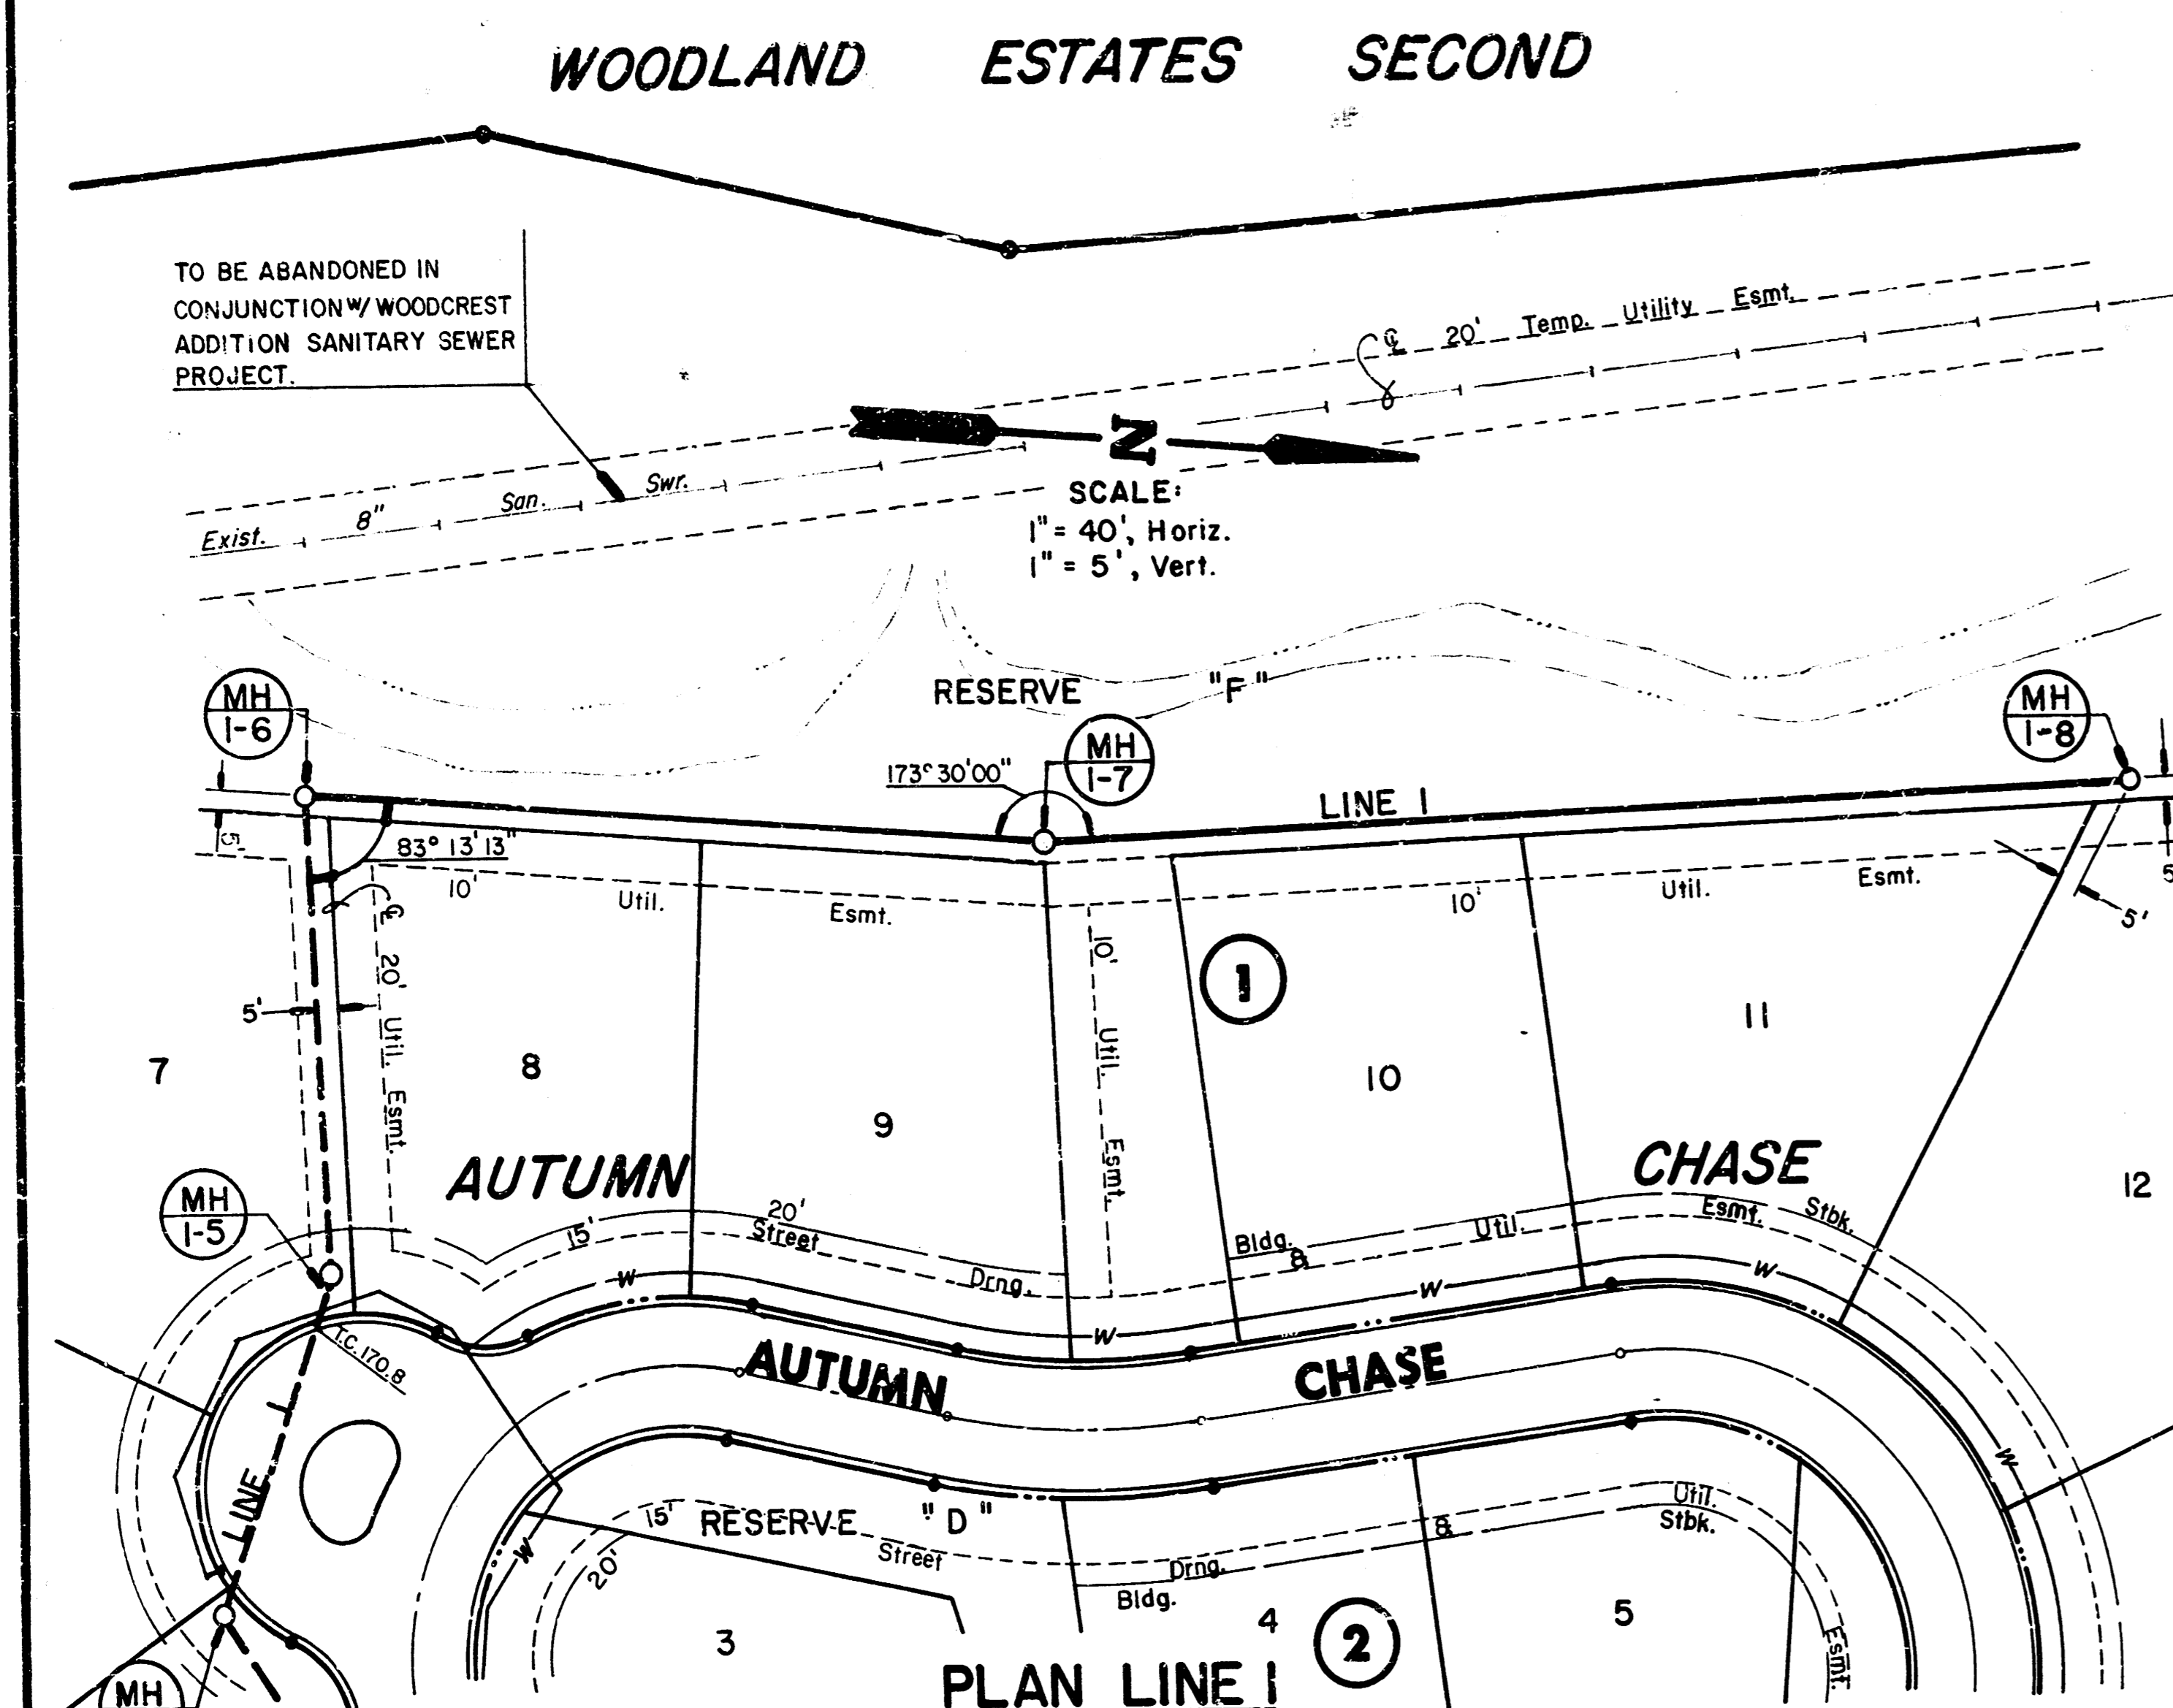 WOODLAND ESTATES SECOND
TO BE ABANDONED IN
CONJUNCTION W/ WOODCREST
ADDITION SANITARY SEWER
PROJECT.
℄ 20' Temp. Utility Esmt.
Exist. 8" San. Swr.
N
SCALE:
1" = 40', Horiz.
1" = 5', Vert.
RESERVE "F"
MH
1-6
MH
1-7
MH
1-8
173° 30' 00"
LINE 1
83° 13' 13"
5'
10' Util. Esmt.
10' Util. Esmt.
5
5'
℄ 20' Util. Esmt.
10' Util. Esmt.
1
5'
7
8
9
10
11
12
AUTUMN CHASE
MH
1-5
15' Street Drng. & Util. Esmt.
20' Bldg. Stbk.
W
W
W
W
W
T.C. 170.8
AUTUMN CHASE
LINE 1
15' Street Drng. & Util. Esmt.
20' Bldg. Stbk.
RESERVE "D"
W
3
4
2
5
MH
PLAN LINE 1